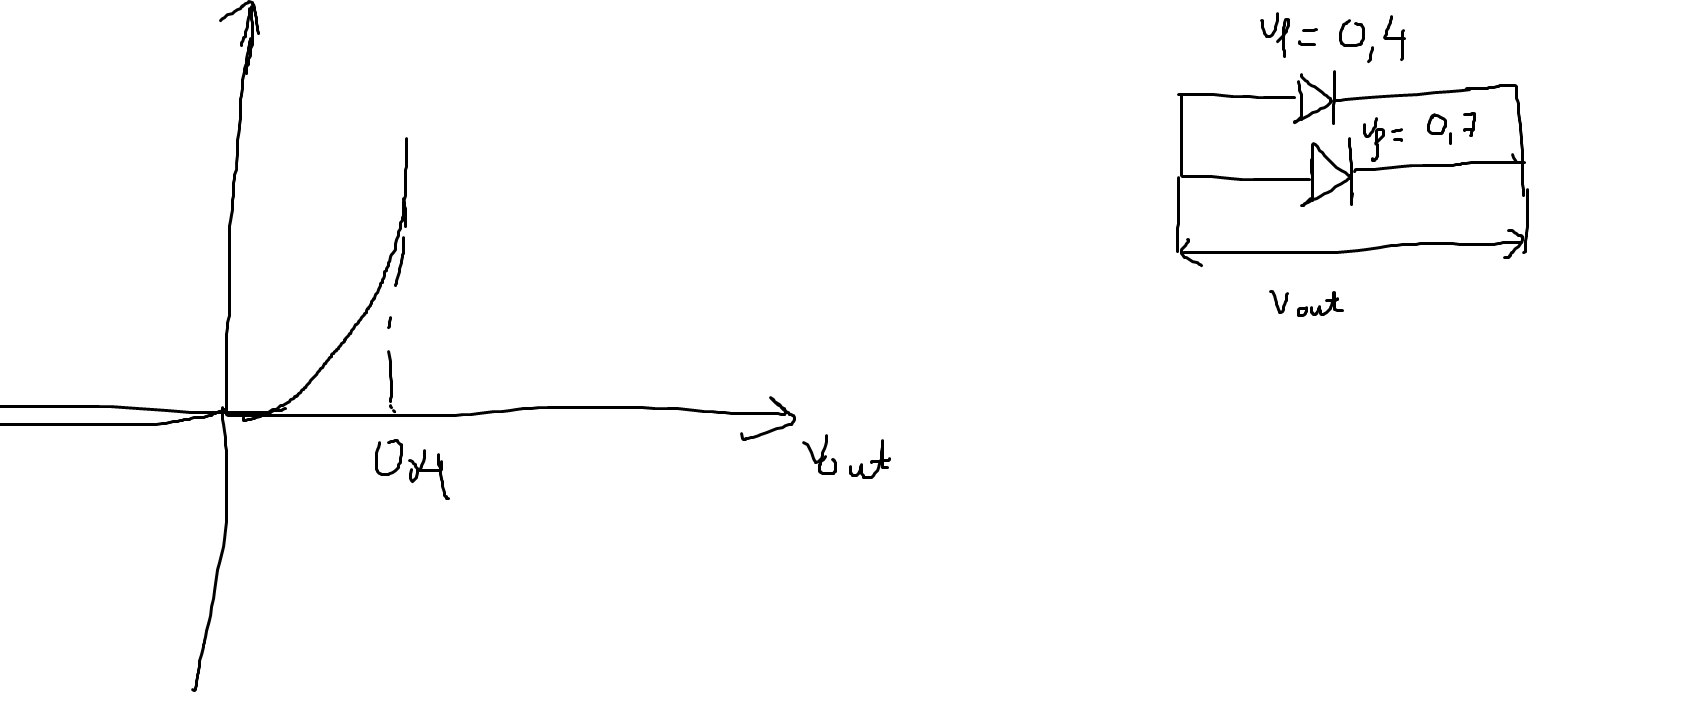 Vf = 0,4
Vf = 0,7
Vout
0,4
Vout